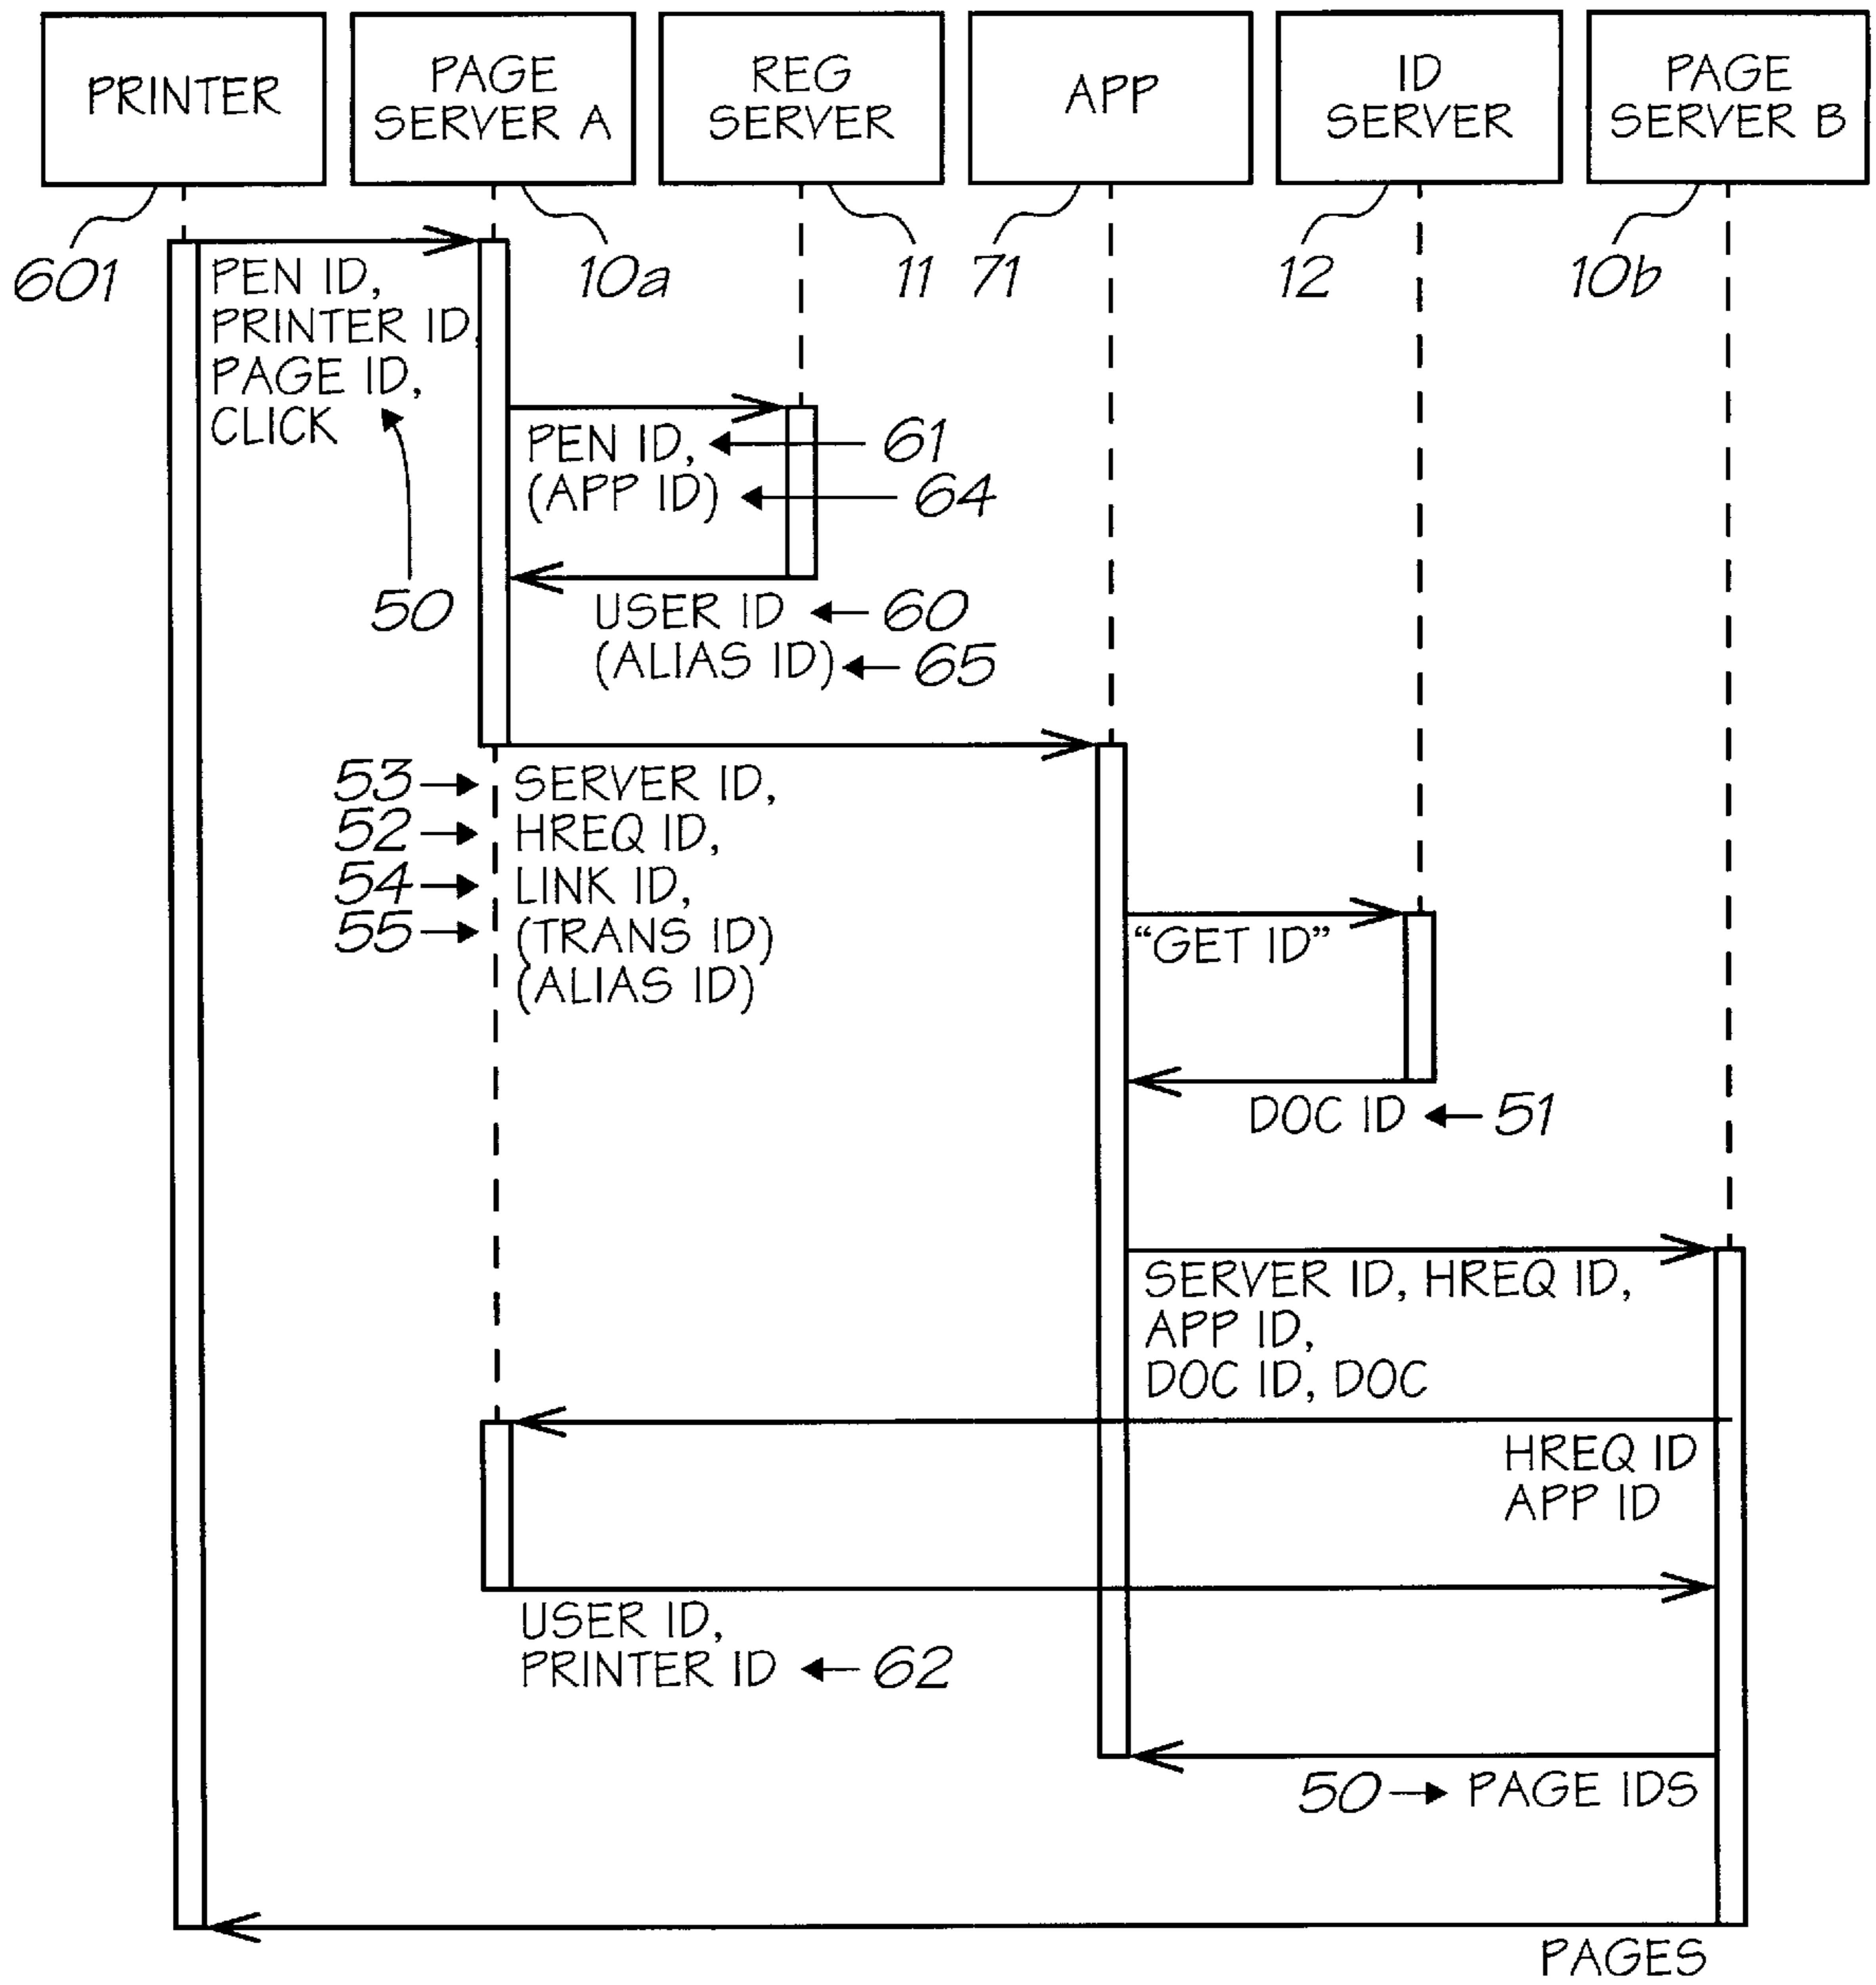 PRINTER
PAGE
SERVER A
REG
SERVER
APP
ID
SERVER
PAGE
SERVER B
601
10a
11
71
12
10b
PEN ID,
PRINTER ID
PAGE ID,
CLICK
50
PEN ID,
61
(APP ID)
64
USER ID
60
(ALIAS ID)
65
53
SERVER ID,
52
HREQ ID,
54
LINK ID,
55
(TRANS ID)
(ALIAS ID)
"GET ID"
DOC ID
51
SERVER ID, HREQ ID,
APP ID,
DOC ID, DOC
HREQ ID
APP ID
USER ID,
PRINTER ID
62
50
PAGE IDS
PAGES